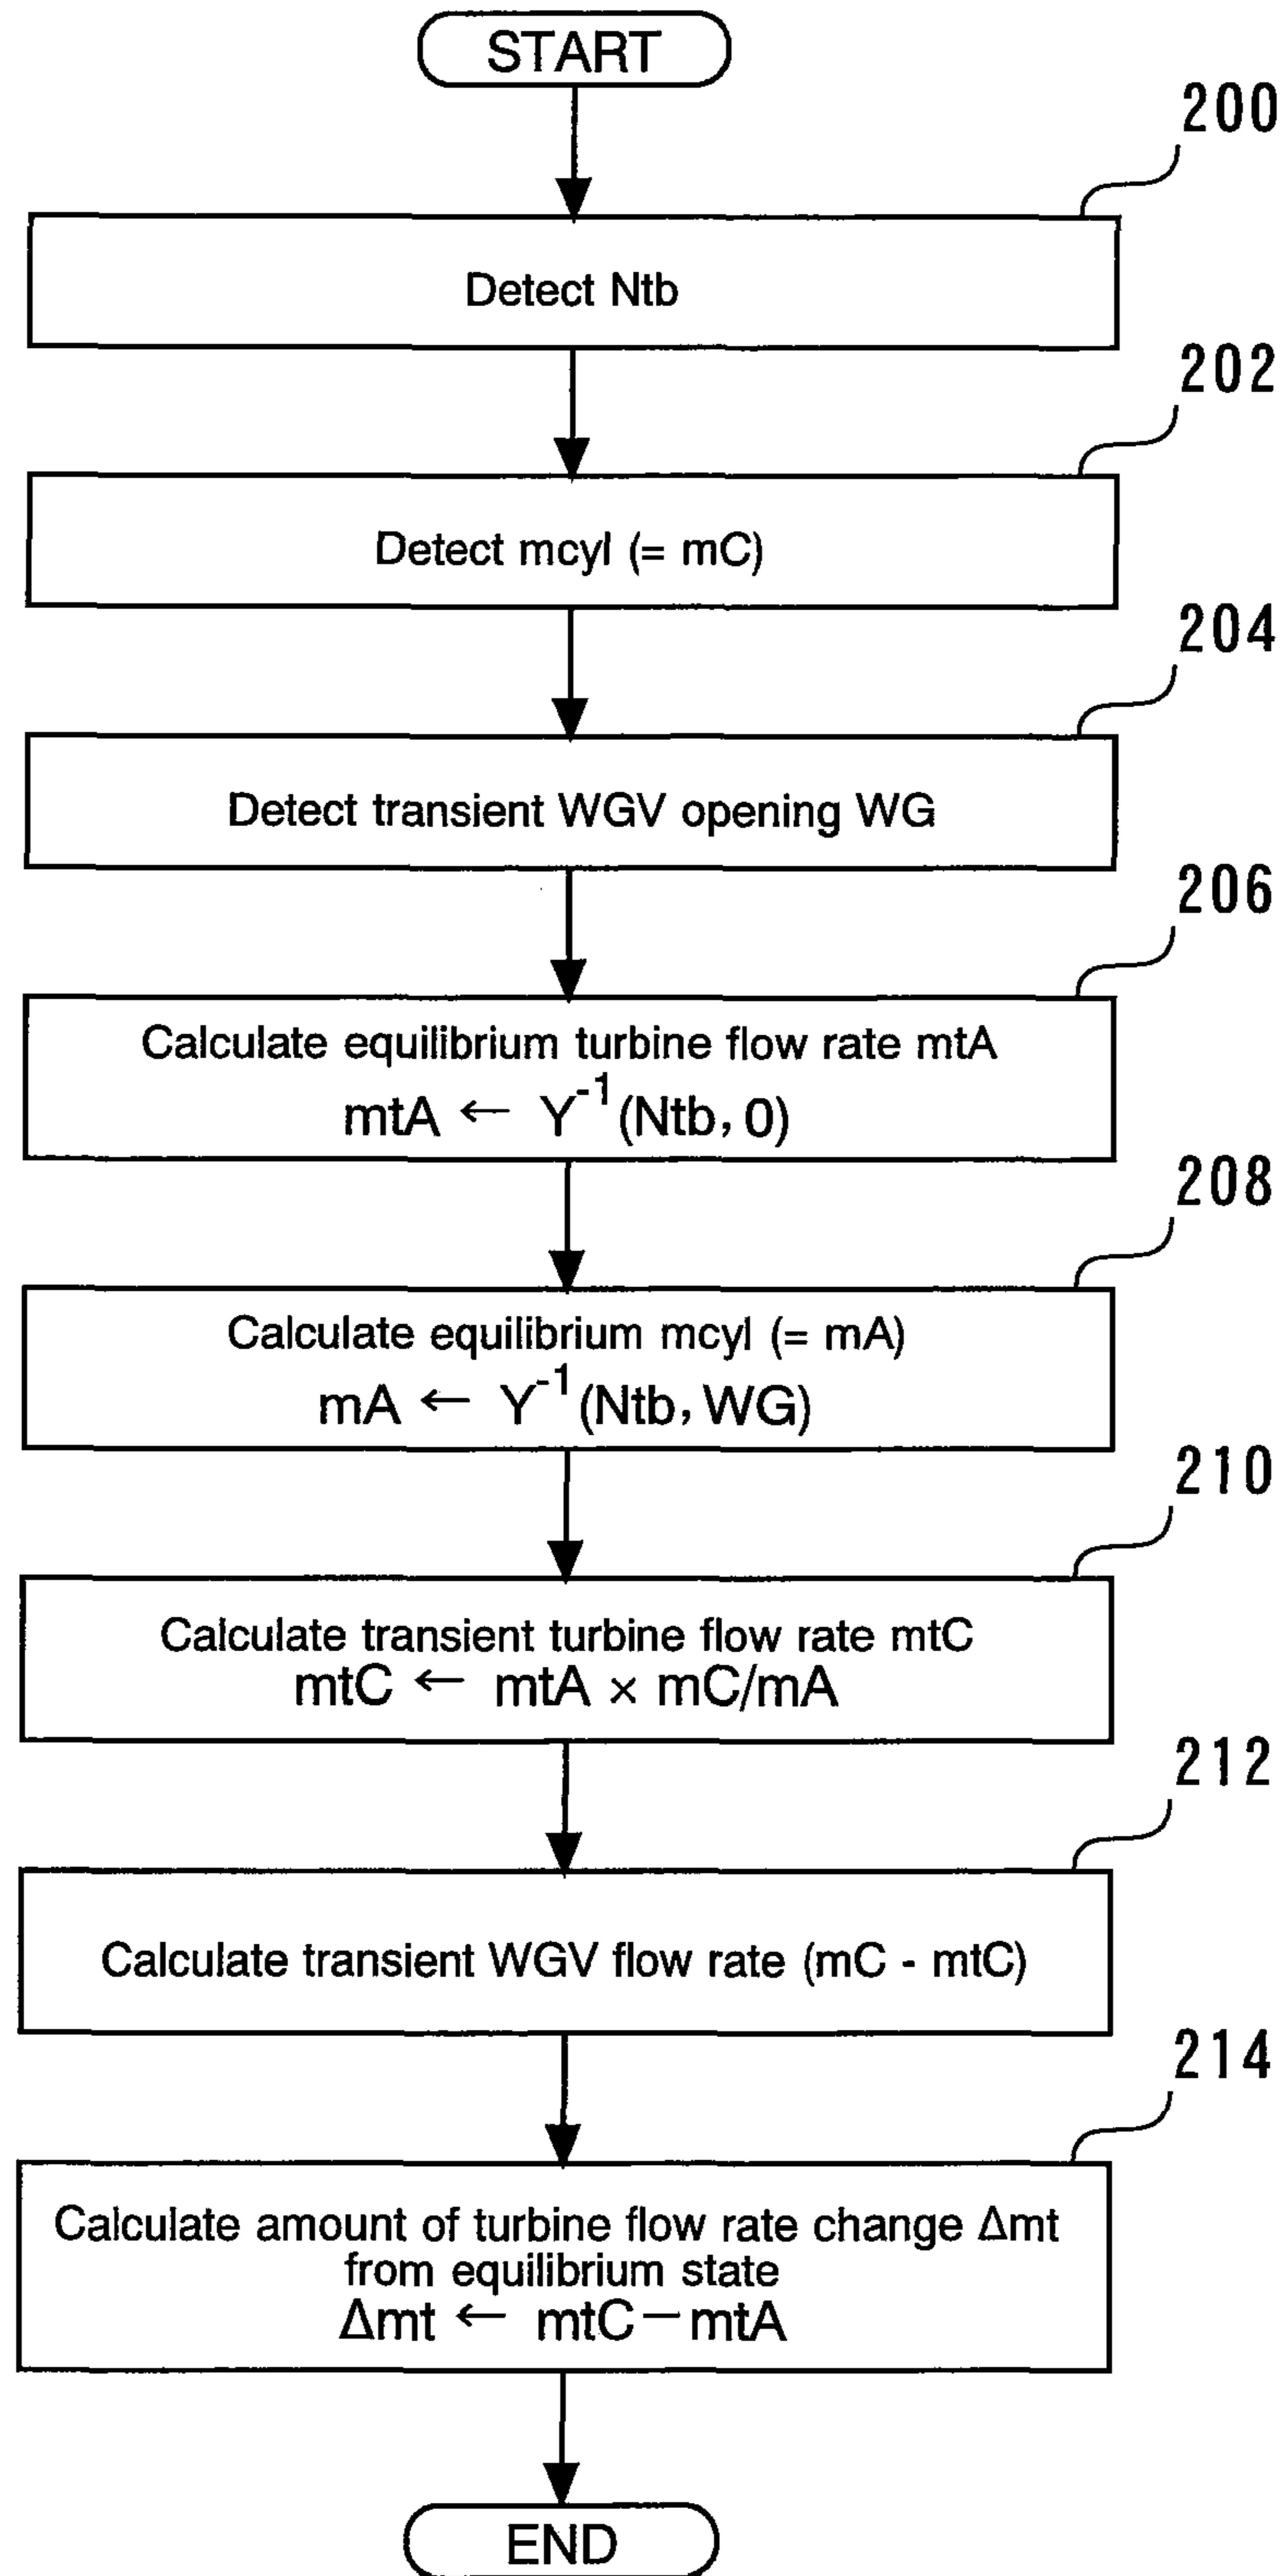 START
200
Detect Ntb
202
Detect mcyl (= mC)
204
Detect transient WGV opening WG
206
Calculate equilibrium turbine flow rate mtA
mtA ← Y⁻¹(Ntb, 0)
208
Calculate equilibrium mcyl (= mA)
mA ← Y⁻¹(Ntb, WG)
210
Calculate transient turbine flow rate mtC
mtC ← mtA × mC/mA
212
Calculate transient WGV flow rate (mC - mtC)
214
Calculate amount of turbine flow rate change Δmt
from equilibrium state
Δmt ← mtC − mtA
END